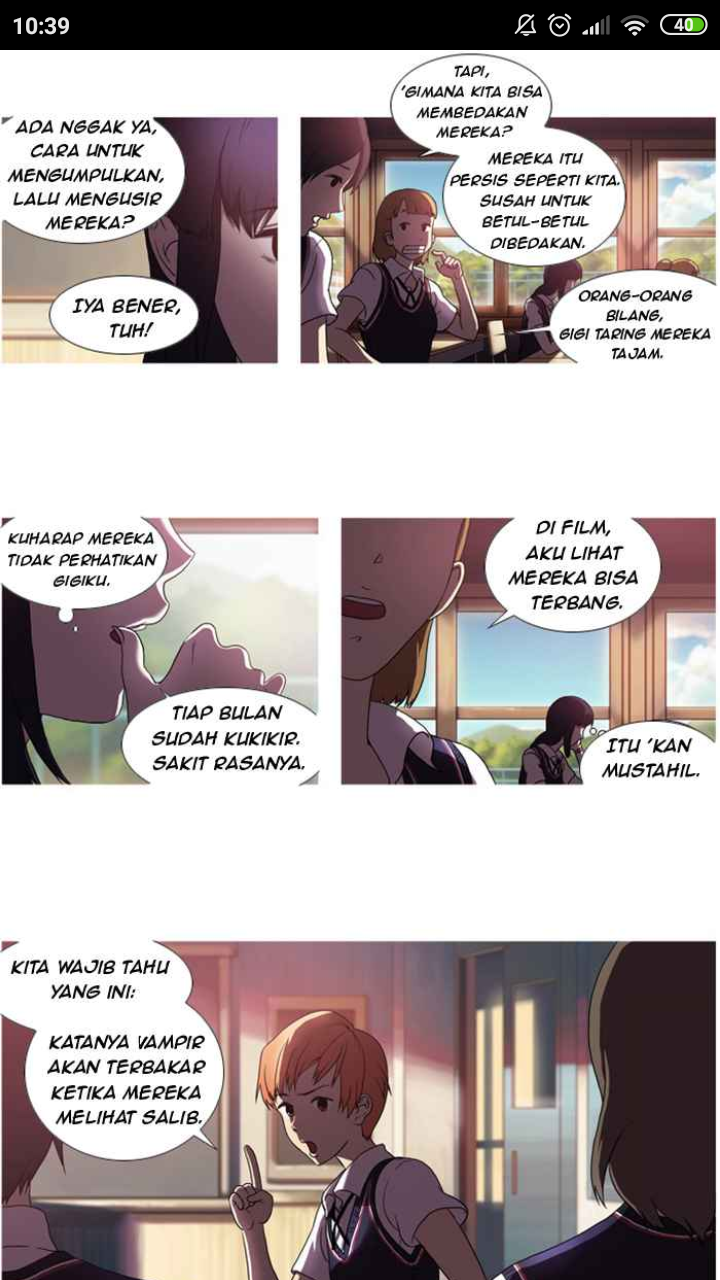 10:39
40
ADA NGGAK YA,
CARA UNTUK
MENGUMPULKAN,
LALU MENGUSIR
MEREKA?
IYA BENER,
TUH!
TAPI,
'GIMANA KITA BISA
MEMBEDAKAN
MEREKA?
MEREKA ITU
PERSIS SEPERTI KITA.
SUSAH UNTUK
BETUL-BETUL
DIBEDAKAN.
ORANG-ORANG
BILANG,
GIGI TARING MEREKA
TAJAM.
KUHARAP MEREKA
TIDAK PERHATIKAN
GIGIKU.
TIAP BULAN
SUDAH KUKIKIR.
SAKIT RASANYA.
DI FILM,
AKU LIHAT
MEREKA BISA
TERBANG.
ITU 'KAN
MUSTAHIL.
KITA WAJIB TAHU
YANG INI:
KATANYA VAMPIR
AKAN TERBAKAR
KETIKA MEREKA
MELIHAT SALIB.